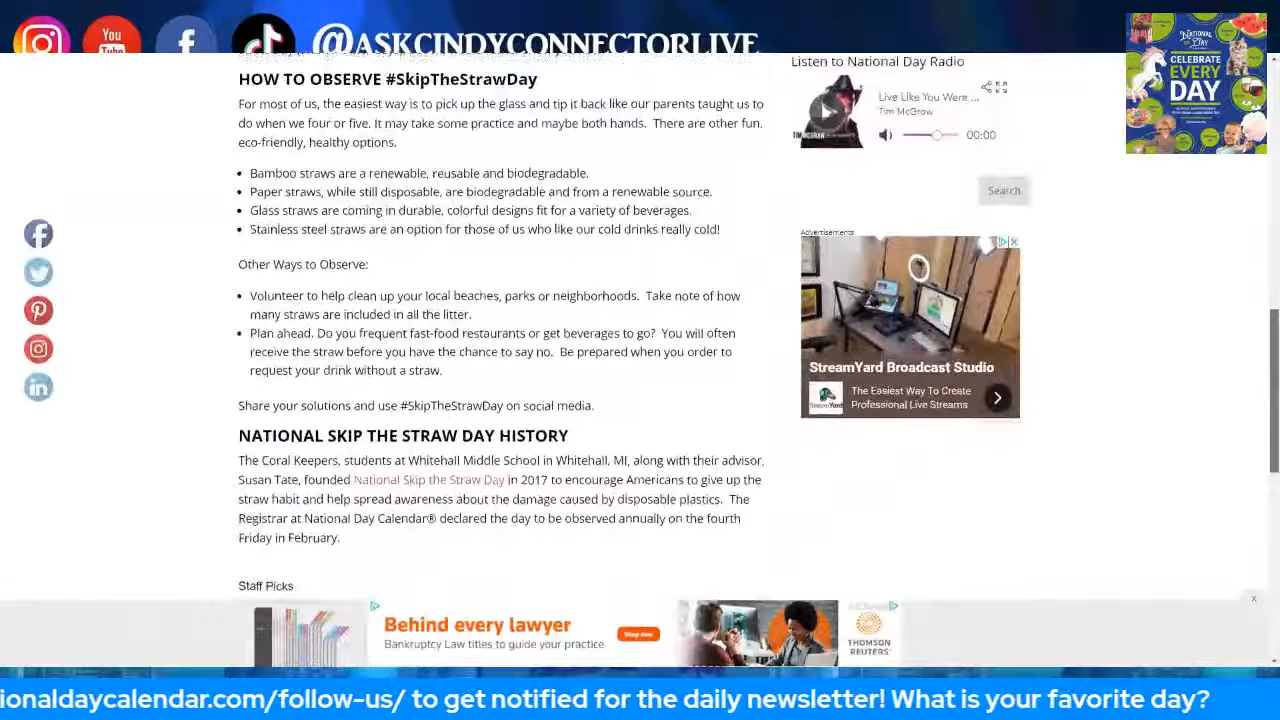 You Tube
@ASKCINDYCONNECTORLIVE
NATIONAL DAY
CELEBRATE
EVERY
DAY
HOW TO OBSERVE #SkipTheStrawDay
For most of us, the easiest way is to pick up the glass and tip it back like our parents taught us to
do when we four or five. It may take some practice and maybe both hands.  There are other fun,
eco-friendly, healthy options.
Bamboo straws are a renewable, reusable and biodegradable.
Paper straws, while still disposable, are biodegradable and from a renewable source.
Glass straws are coming in durable, colorful designs fit for a variety of beverages.
Stainless steel straws are an option for those of us who like our cold drinks really cold!
Other Ways to Observe:
Volunteer to help clean up your local beaches, parks or neighborhoods.  Take note of how
many straws are included in all the litter.
Plan ahead. Do you frequent fast-food restaurants or get beverages to go?  You will often
receive the straw before you have the chance to say no.  Be prepared when you order to
request your drink without a straw.
Share your solutions and use #SkipTheStrawDay on social media.
NATIONAL SKIP THE STRAW DAY HISTORY
The Coral Keepers, students at Whitehall Middle School in Whitehall, MI, along with their advisor,
Susan Tate, founded National Skip the Straw Day in 2017 to encourage Americans to give up the
straw habit and help spread awareness about the damage caused by disposable plastics.  The
Registrar at National Day Calendar® declared the day to be observed annually on the fourth
Friday in February.
Staff Picks
Listen to National Day Radio
Live Like You Were ...
Tim McGraw
TIM MCGRAW
00:00
Search
Advertisements
StreamYard Broadcast Studio
StreamYard
The Easiest Way To Create
Professional Live Streams
X
Behind every lawyer
Bankruptcy Law titles to guide your practice
Shop now
THOMSON
REUTERS
ionaldaycalendar.com/follow-us/ to get notified for the daily newsletter! What is your favorite day?